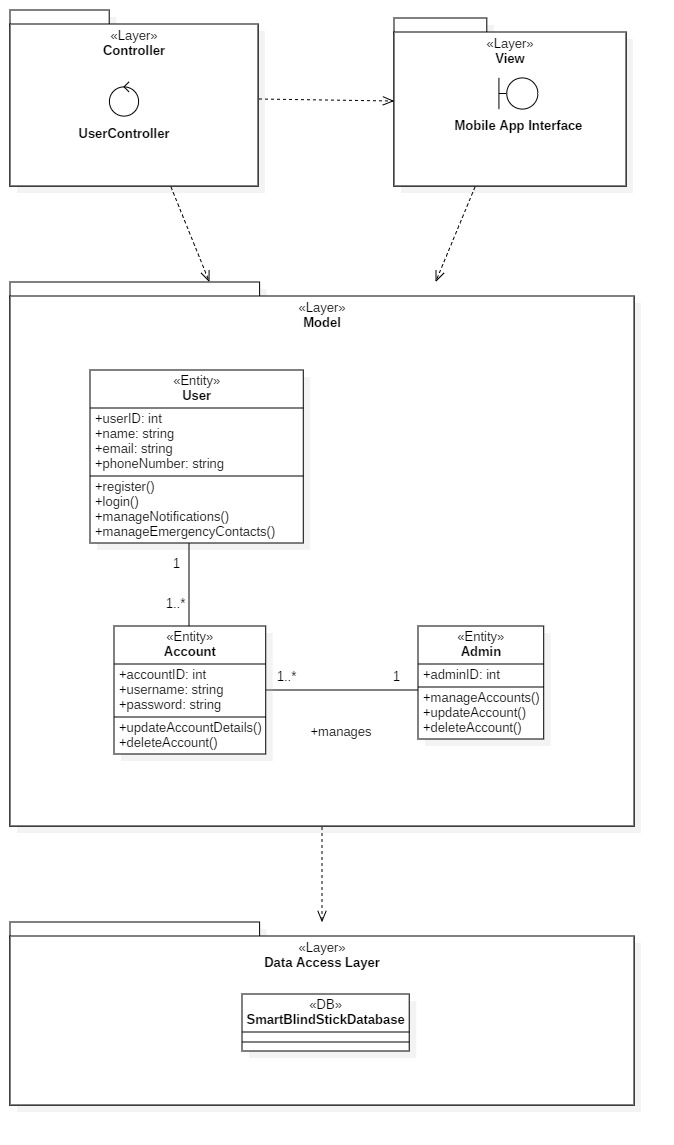 «Layer»
Controller
UserController
«Layer»
View
Mobile App Interface
«Layer»
Model
«Entity»
User
+userID: int
+name: string
+email: string
+phoneNumber: string
+register()
+login()
+manageNotifications()
+manageEmergencyContacts()
1
1..*
«Entity»
Account
+accountID: int
+username: string
+password: string
+updateAccountDetails()
+deleteAccount()
1..*
1
+manages
«Entity»
Admin
+adminID: int
+manageAccounts()
+updateAccount()
+deleteAccount()
«Layer»
Data Access Layer
«DB»
SmartBlindStickDatabase